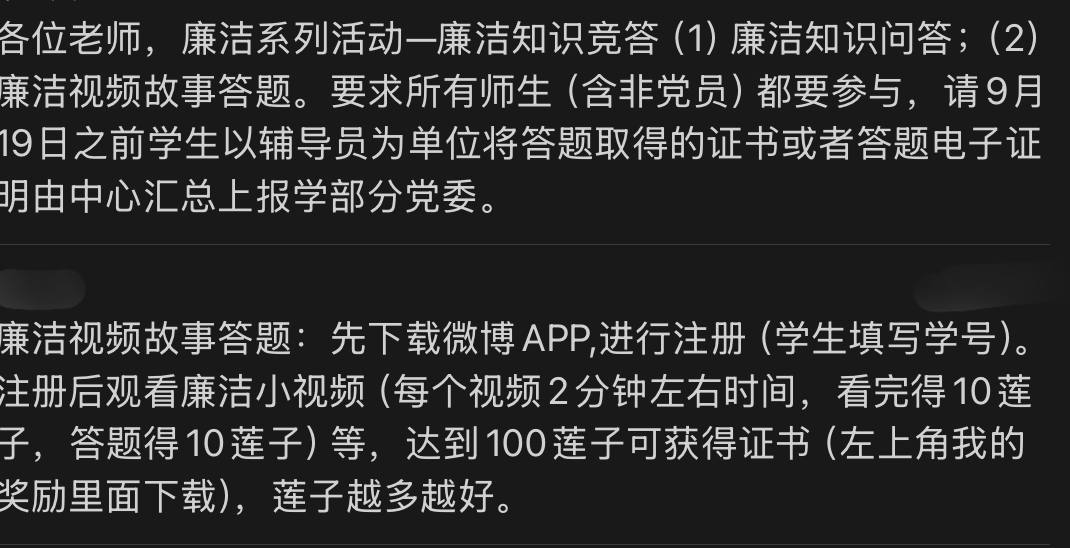 各位老师，廉洁系列活动—廉洁知识竞答（1）廉洁知识问答；（2）
廉洁视频故事答题。要求所有师生（含非党员）都要参与，请9月
19日之前学生以辅导员为单位将答题取得的证书或者答题电子证
明由中心汇总上报学部分党委。
廉洁视频故事答题：先下载微博APP,进行注册（学生填写学号）。
注册后观看廉洁小视频（每个视频2分钟左右时间，看完得10莲
子，答题得10莲子）等，达到100莲子可获得证书（左上角我的
奖励里面下载），莲子越多越好。